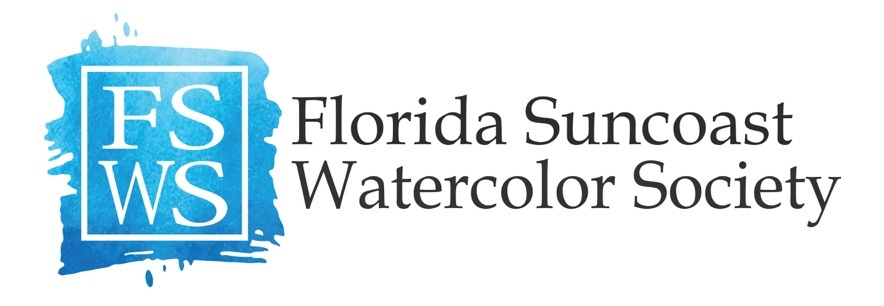 FS
WS
Florida Suncoast
Watercolor Society